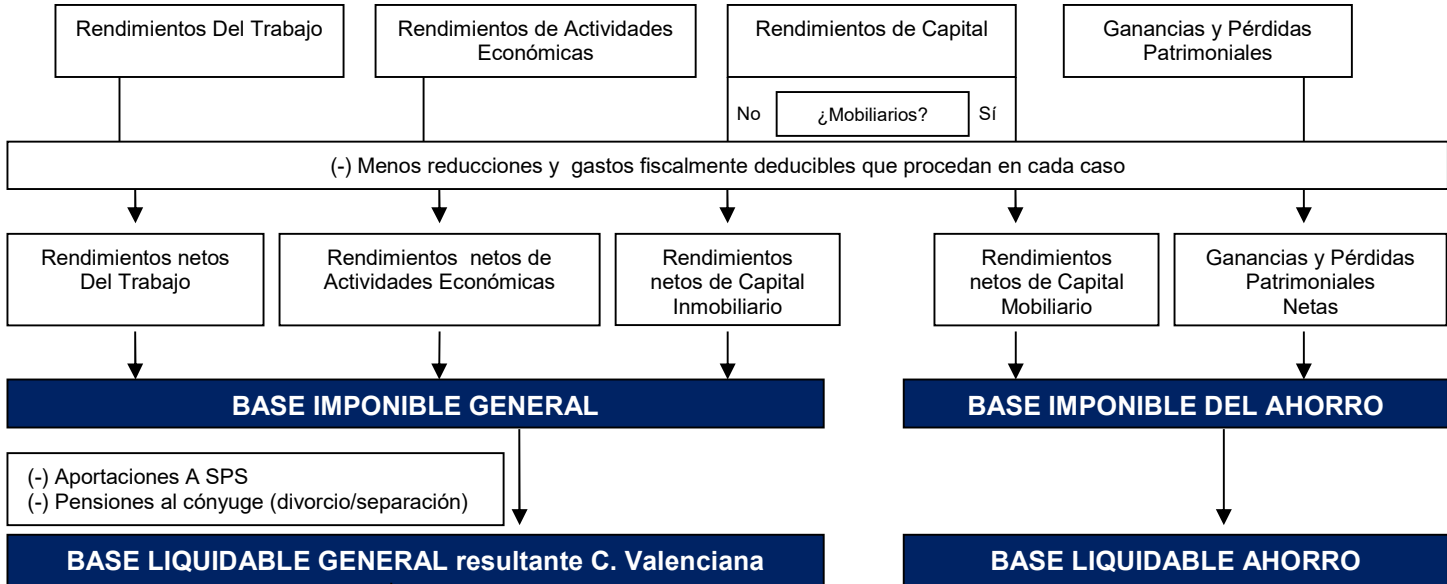 Rendimientos Del Trabajo
Rendimientos de Actividades
Económicas
Rendimientos de Capital
Ganancias y Pérdidas
Patrimoniales
No
¿Mobiliarios?
Sí
(-) Menos reducciones y gastos fiscalmente deducibles que procedan en cada caso
Rendimientos netos
Del Trabajo
Rendimientos netos de
Actividades Económicas
Rendimientos
netos de Capital
Inmobiliario
Rendimientos
netos de Capital
Mobiliario
Ganancias y Pérdidas
Patrimoniales
Netas
BASE IMPONIBLE GENERAL
BASE IMPONIBLE DEL AHORRO
(-) Aportaciones A SPS
(-) Pensiones al cónyuge (divorcio/separación)
BASE LIQUIDABLE GENERAL resultante C. Valenciana
BASE LIQUIDABLE AHORRO